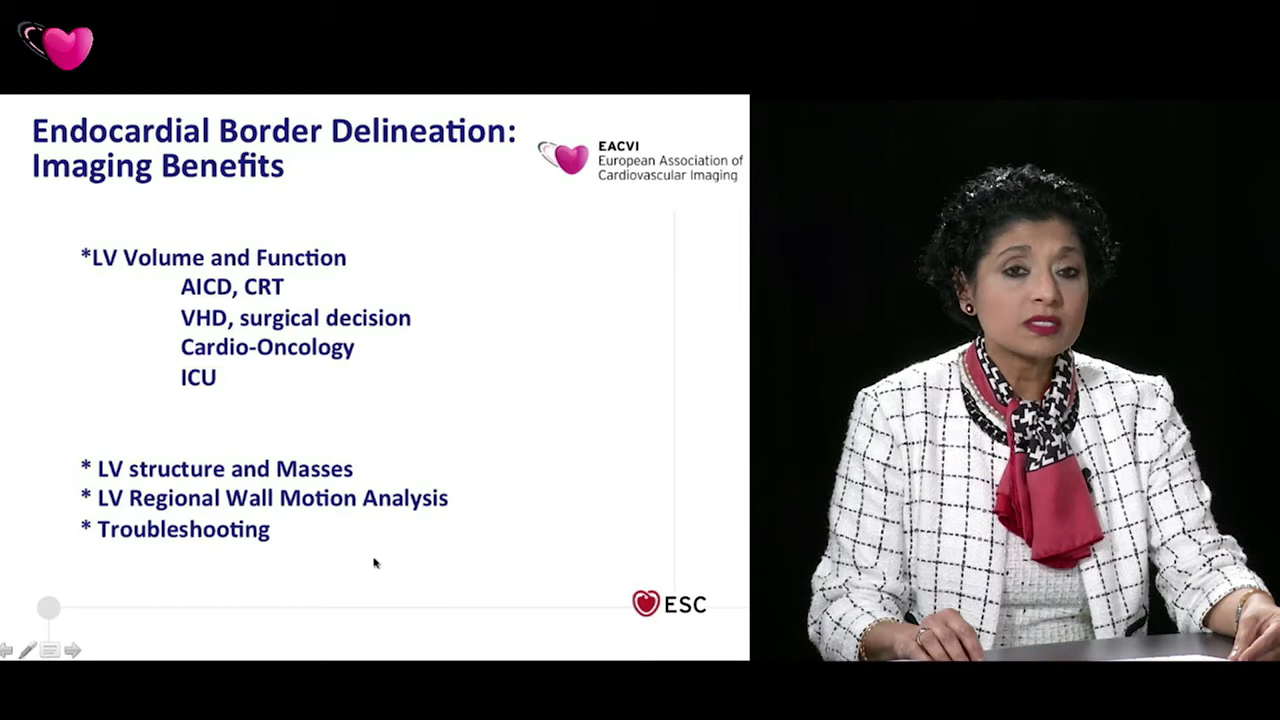 Endocardial Border Delineation:
Imaging Benefits
EACVI
European Association of
Cardiovascular Imaging
*LV Volume and Function
AICD, CRT
VHD, surgical decision
Cardio-Oncology
ICU
* LV structure and Masses
* LV Regional Wall Motion Analysis
* Troubleshooting
ESC